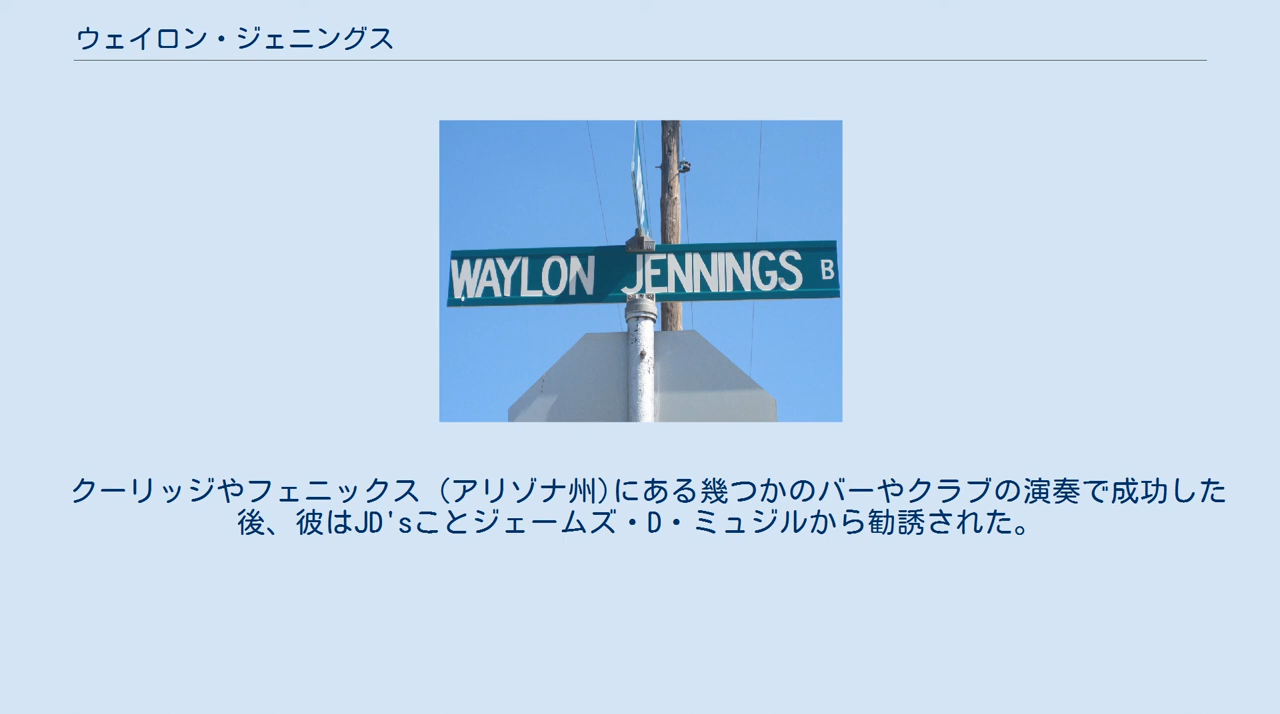 ウェイロン・ジェニングス
WAYLON JENNINGS B
クーリッジやフェニックス (アリゾナ州)にある幾つかのバーやクラブの演奏で成功した
後、彼はJD'sことジェームズ・D・ミュジルから勧誘された。